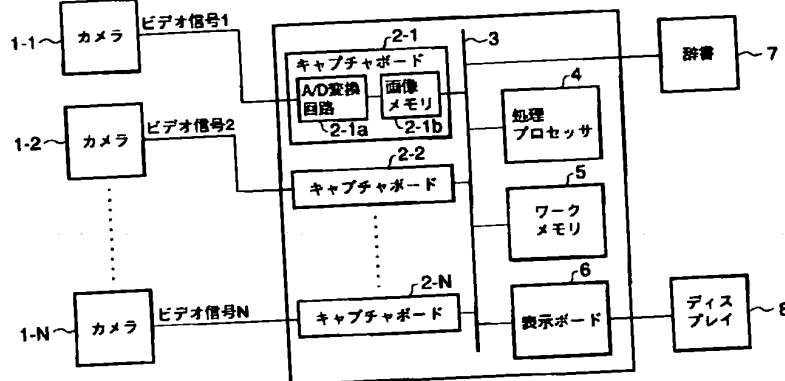 1-1
カメラ
ビデオ信号1
2-1
キャプチャボード
A/D変換
回路
2-1a
画像
メモリ
2-1b
3
辞書
7
4
処理
プロセッサ
1-2
カメラ
ビデオ信号2
2-2
キャプチャボード
5
ワーク
メモリ
1-N
カメラ
ビデオ信号N
2-N
キャプチャボード
6
表示ボード
ディス
プレイ
8